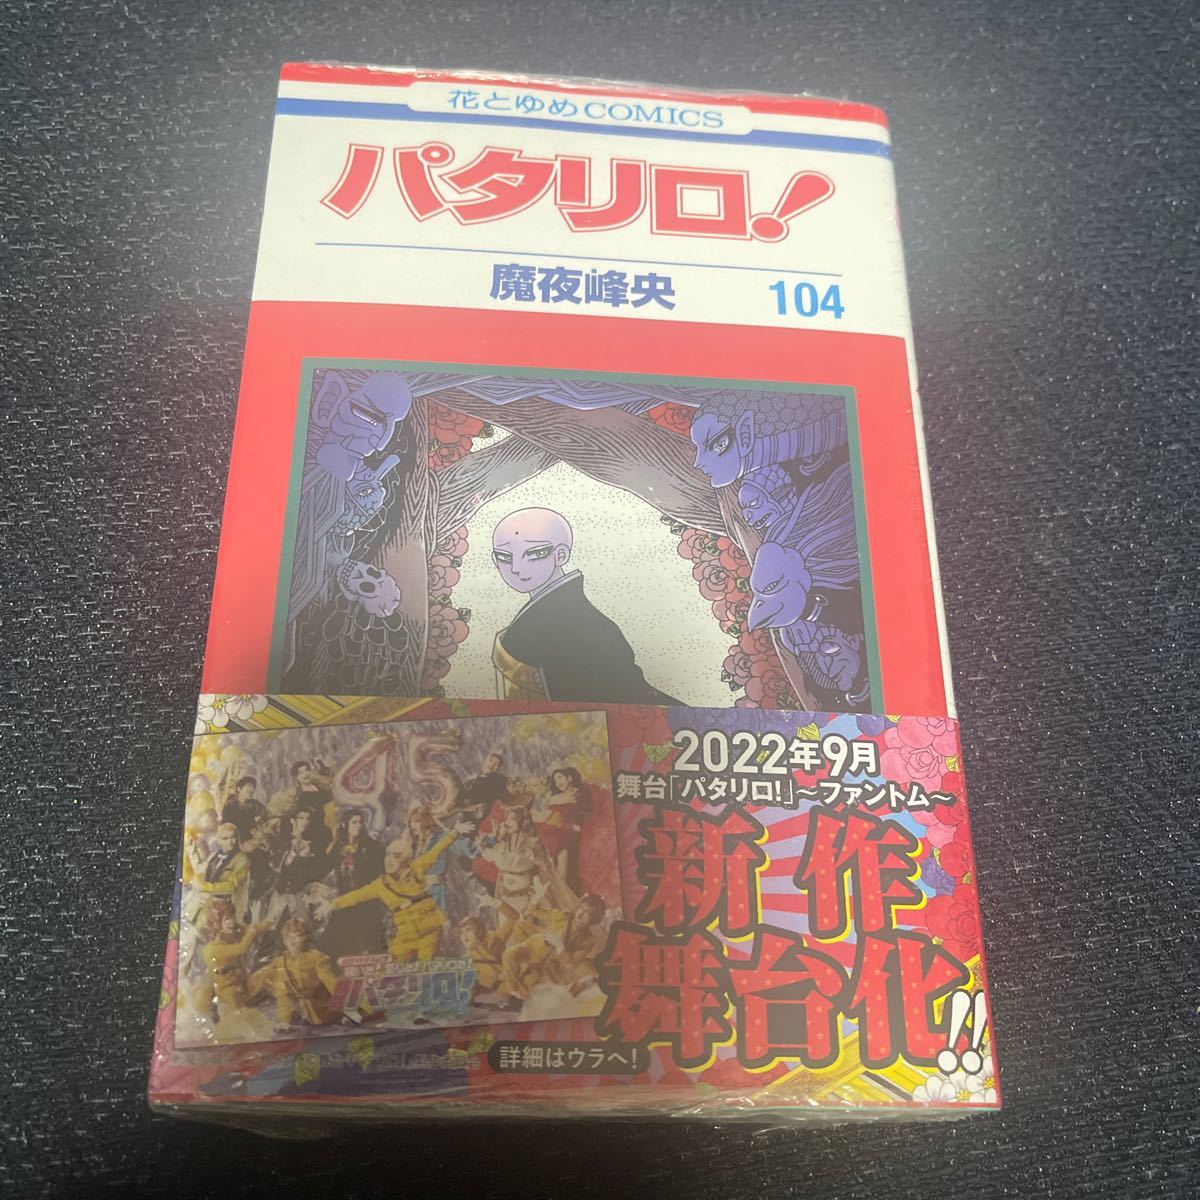 花とゆめCOMICS
パタリロ!
魔夜峰央 104
45
2022年9月
舞台「パタリロ!」～ファントム～
新作
舞台化!!
パタリロ!
詳細はウラへ!